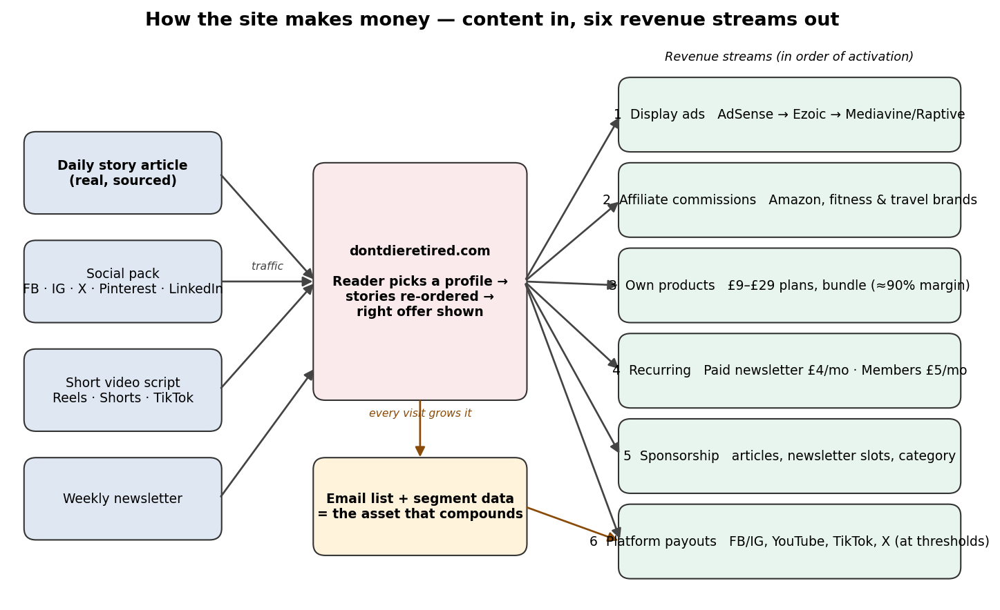 How the site makes money — content in, six revenue streams out
Revenue streams (in order of activation)
Daily story article
(real, sourced)
Social pack
FB · IG · X · Pinterest · LinkedIn
Short video script
Reels · Shorts · TikTok
Weekly newsletter
traffic
dontdieretired.com
Reader picks a profile →
stories re-ordered →
right offer shown
every visit grows it
Email list + segment data
= the asset that compounds
1 Display ads AdSense → Ezoic → Mediavine/Raptive
2 Affiliate commissions Amazon, fitness & travel brands
3 Own products £9–£29 plans, bundle (≈90% margin)
4 Recurring Paid newsletter £4/mo · Members £5/mo
5 Sponsorship articles, newsletter slots, category
6 Platform payouts FB/IG, YouTube, TikTok, X (at thresholds)